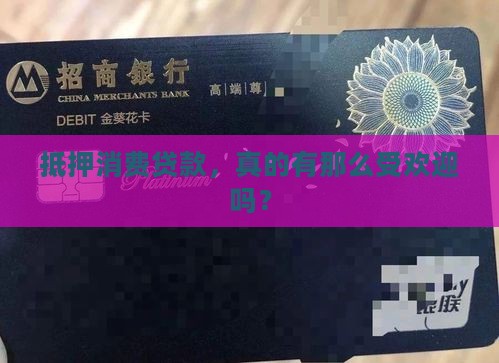 招商银行
CHINA MERCHANTS BANK
高|端|尊
DEBIT 金葵花卡
抵押消费贷款，真的有那么受欢迎
吗？
Platinum
银联